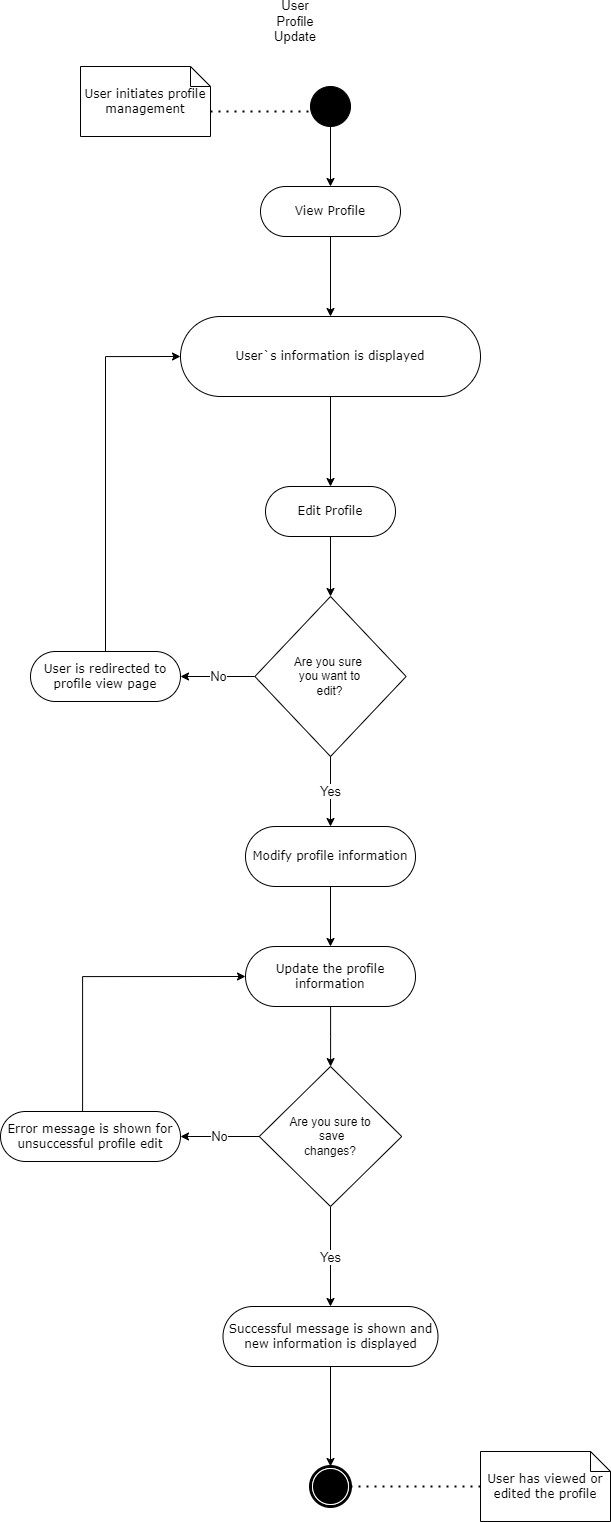 User
Profile
Update
User initiates profile
management
View Profile
User`s information is displayed
Edit Profile
Are you sure
you want to
edit?
User is redirected to
profile view page
No
Yes
Modify profile information
Update the profile
information
Are you sure to
save
changes?
Error message is shown for
unsuccessful profile edit
No
Yes
Successful message is shown and
new information is displayed
User has viewed or
edited the profile